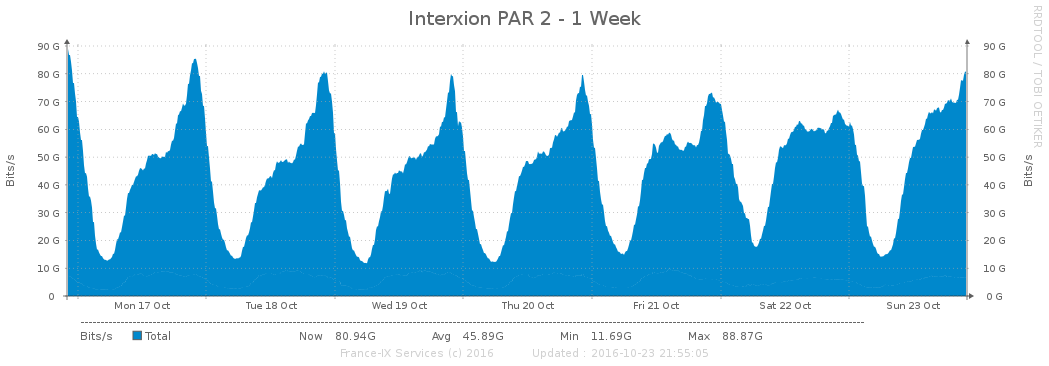 Interxion PAR 2 - 1 Week
RRDTOOL / TOBI OETIKER
Bits/s
Bits/s
90 G 90 G
80 G 80 G
70 G 70 G
60 G 60 G
50 G 50 G
40 G 40 G
30 G 30 G
20 G 20 G
10 G 10 G
0 0 G
Mon 17 Oct Tue 18 Oct Wed 19 Oct Thu 20 Oct Fri 21 Oct Sat 22 Oct Sun 23 Oct
Bits/s Total Now 80.94G Avg 45.89G Min 11.69G Max 88.87G
France-IX Services (c) 2016 Updated : 2016-10-23 21:55:05